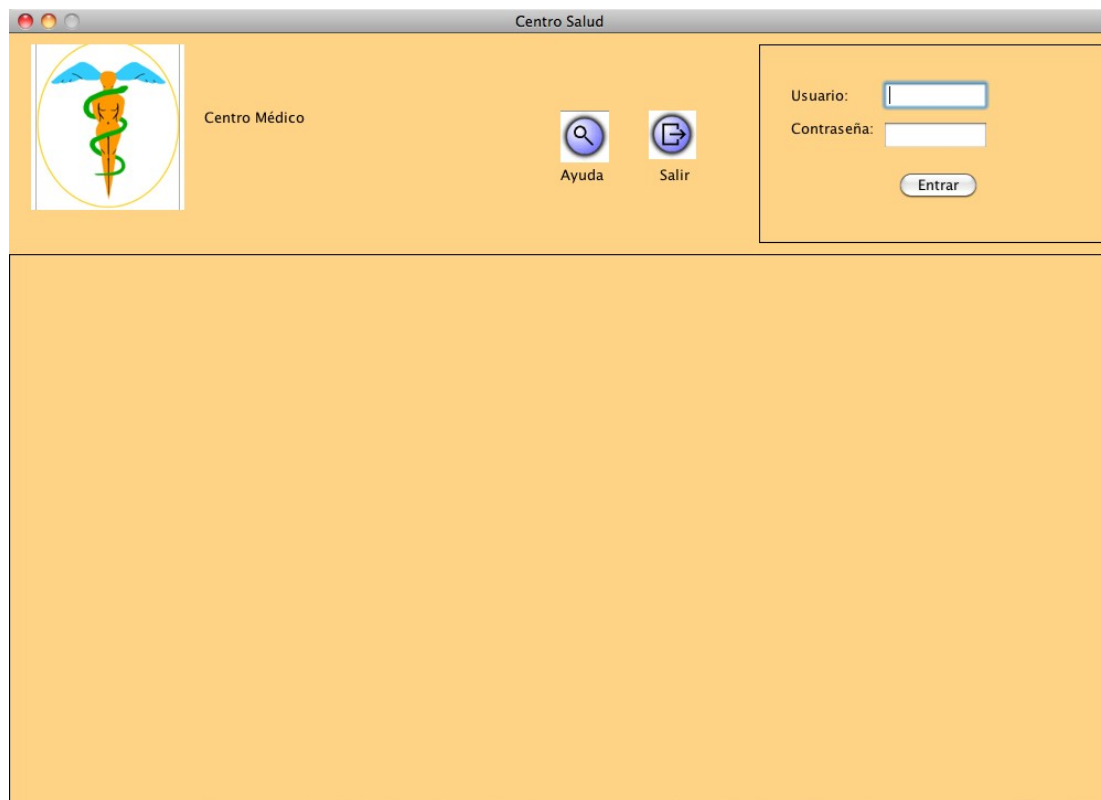 Centro Salud
Centro Médico
Ayuda
Salir
Usuario:
Contraseña:
Entrar